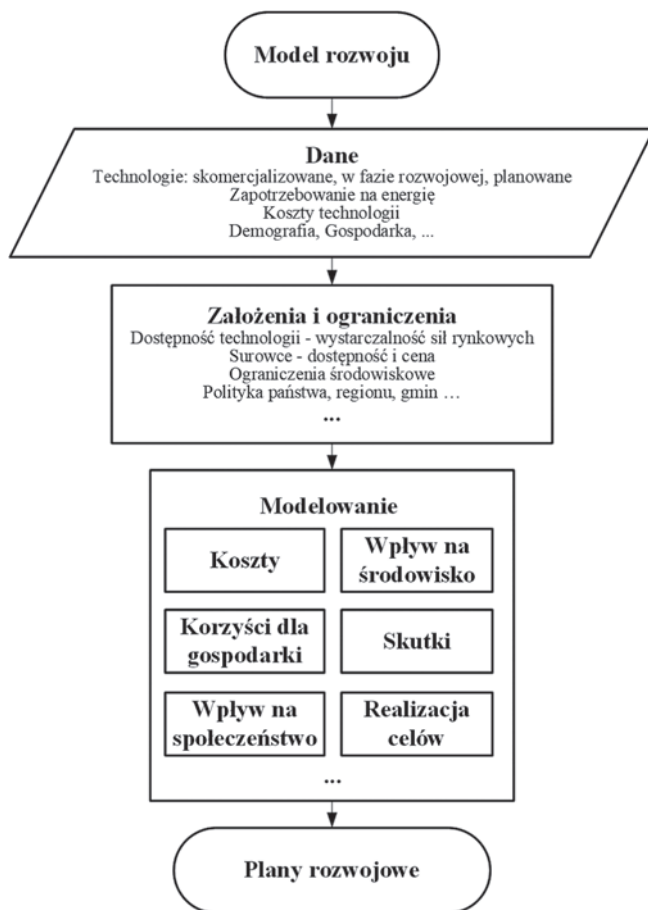 Model rozwoju
Dane
Technologie: skomercjalizowane, w fazie rozwojowej, planowane
Zapotrzebowanie na energię
Koszty technologii
Demografia, Gospodarka, ...
Założenia i ograniczenia
Dostępność technologii - wystarczalność sił rynkowych
Surowce - dostępność i cena
Ograniczenia środowiskowe
Polityka państwa, regionu, gmin …
...
Modelowanie
Koszty
Wpływ na
środowisko
Korzyści dla
gospodarki
Skutki
Wpływ na
społeczeństwo
Realizacja
celów
...
Plany rozwojowe